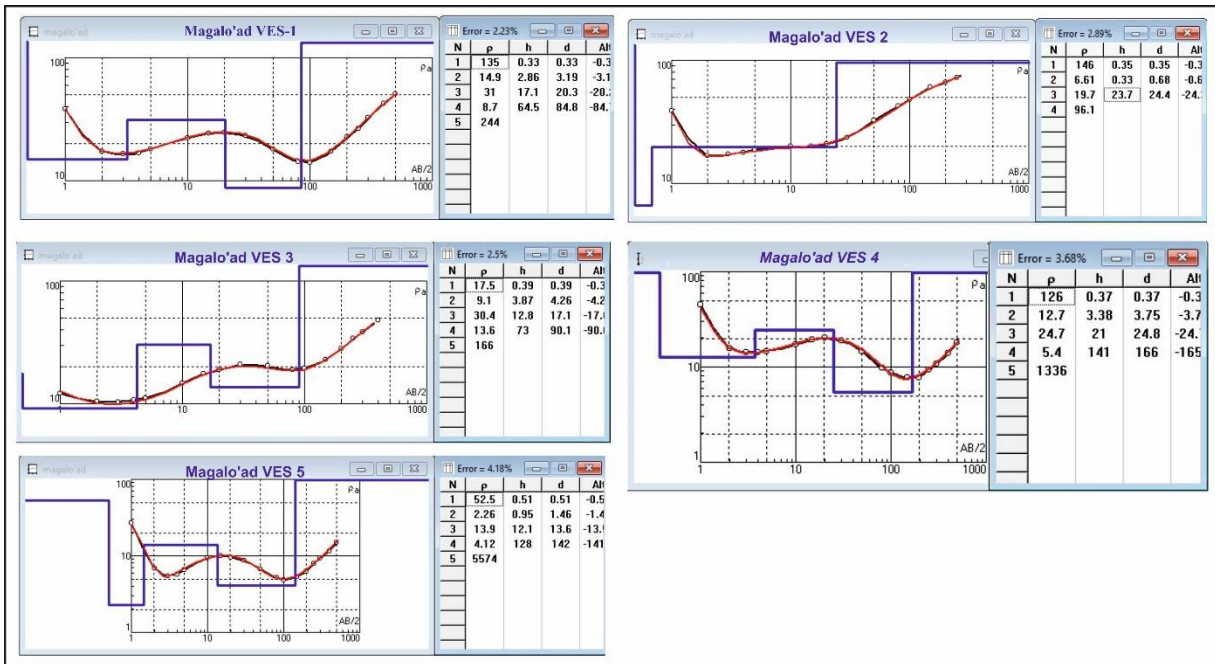 magalo'ad
Magalo'ad VES-1
Error = 2.23%
N ρ h d Alt
1 135 0.33 0.33 -0.3
2 14.9 2.86 3.19 -3.1
3 31 17.1 20.3 -20.
4 8.7 64.5 84.8 -84.
5 244
100
ρa
10
AB/2
1 10 100 1000
magalo'ad
Magalo'ad VES 2
Error = 2.89%
N ρ h d Alt
1 146 0.35 0.35 -0.3
2 6.61 0.33 0.68 -0.6
3 19.7 23.7 24.4 -24.
4 96.1
100
ρa
10
AB/2
1 10 100 1000
magalo'ad
Magalo'ad VES 3
Error = 2.5%
N ρ h d Alt
1 17.5 0.39 0.39 -0.3
2 9.1 3.87 4.26 -4.2
3 30.4 12.8 17.1 -17.
4 13.6 73 90.1 -90.
5 166
100
ρa
10
AB/2
1 10 100 1000
Magalo'ad VES 4
Error = 3.68%
N ρ h d Alt
1 126 0.37 0.37 -0.3
2 12.7 3.38 3.75 -3.7
3 24.7 21 24.8 -24.
4 5.4 141 166 -165
5 1336
100
ρa
10
AB/2
1
1 10 100 1000
magalo'ad
Magalo'ad VES 5
Error = 4.18%
N ρ h d Alt
1 52.5 0.51 0.51 -0.5
2 2.26 0.95 1.46 -1.4
3 13.9 12.1 13.6 -13.
4 4.12 128 142 -141
5 5574
ρa
10
AB/2
1
1 10 100 1000